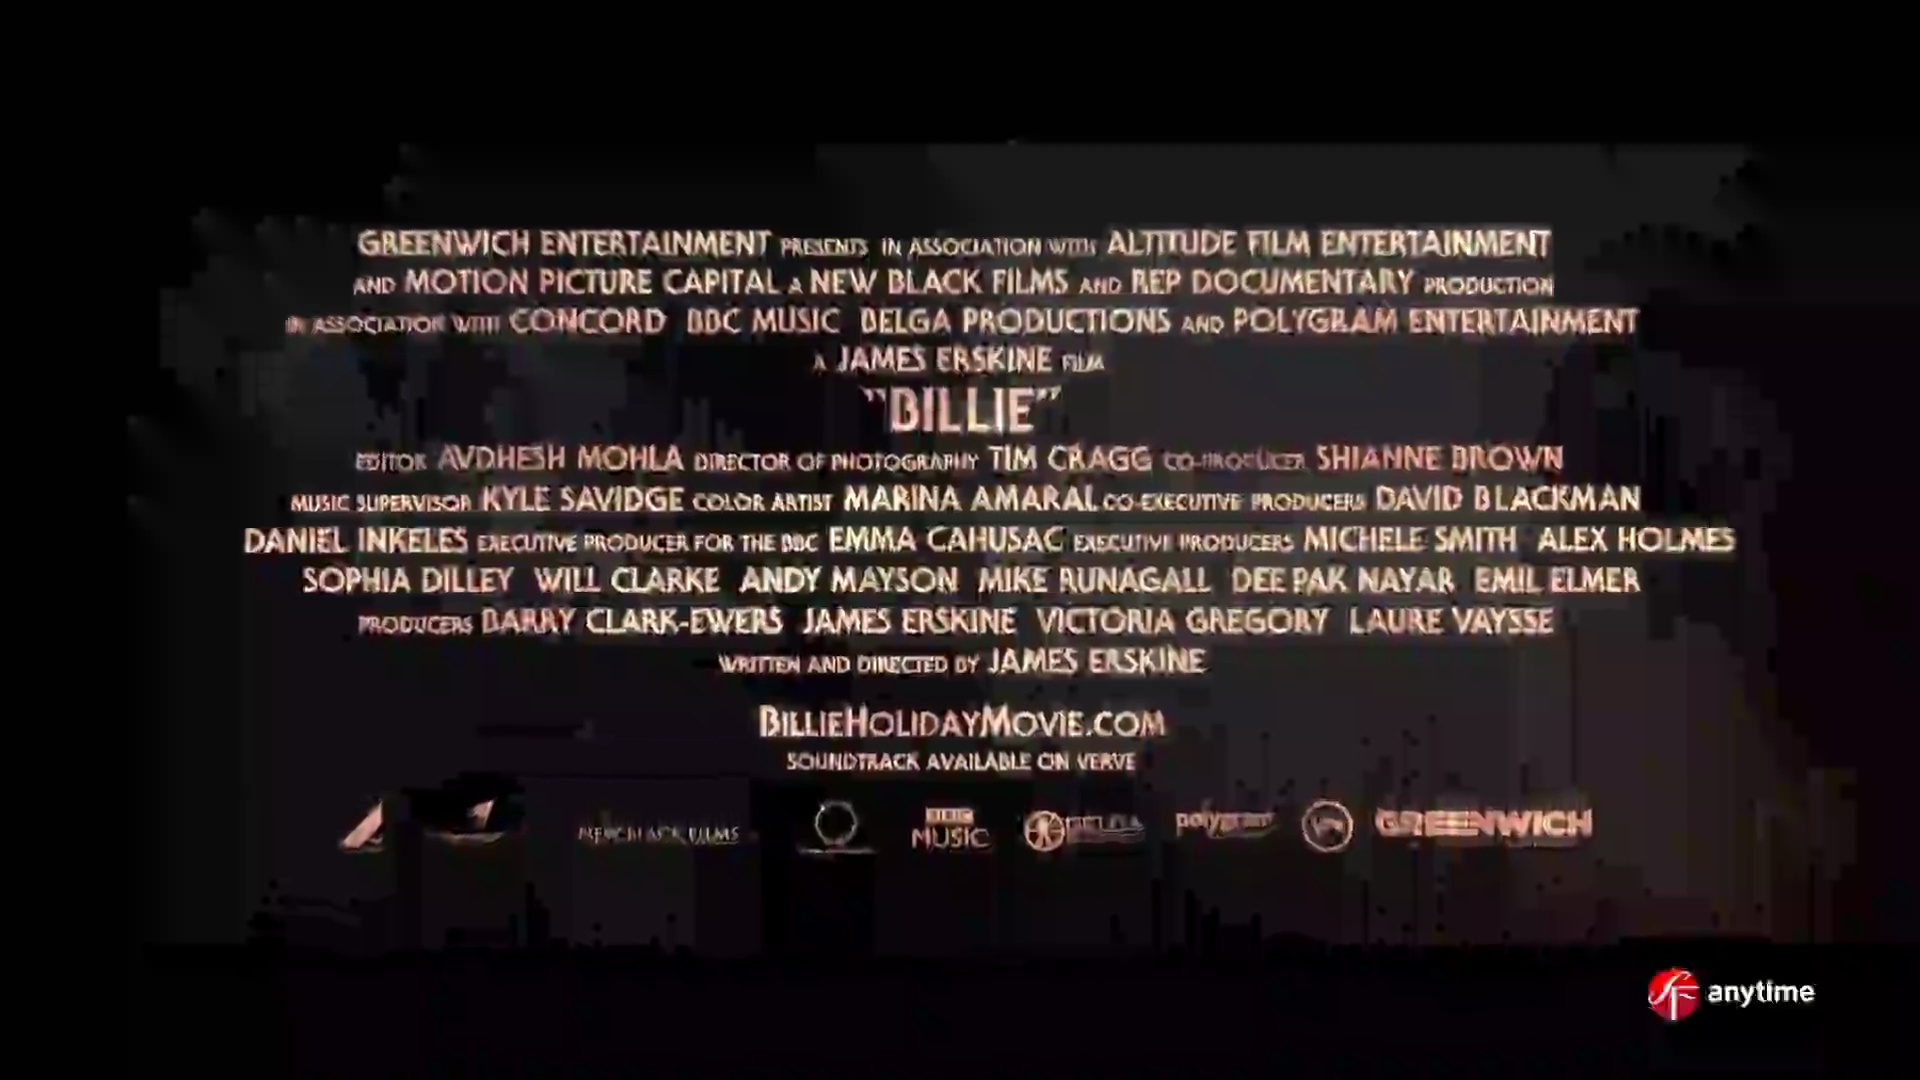 GREENWICH ENTERTAINMENT PRESENTS IN ASSOCIATION WITH ALTITUDE FILM ENTERTAINMENT
AND MOTION PICTURE CAPITAL A NEW BLACK FILMS AND REP DOCUMENTARY PRODUCTION
IN ASSOCIATION WITH CONCORD BBC MUSIC BELGA PRODUCTIONS AND POLYGRAM ENTERTAINMENT
A JAMES ERSKINE FILM
"BILLIE"
EDITOR AVDHESH MOHLA DIRECTOR OF PHOTOGRAPHY TIM CRAGG CO-PRODUCER SHIANNE BROWN
MUSIC SUPERVISOR KYLE SAVIDGE COLOR ARTIST MARINA AMARAL CO-EXECUTIVE PRODUCERS DAVID BLACKMAN
DANIEL INKELES EXECUTIVE PRODUCER FOR THE BBC EMMA CAHUSAC EXECUTIVE PRODUCERS MICHELE SMITH ALEX HOLMES
SOPHIA DILLEY WILL CLARKE ANDY MAYSON MIKE RUNAGALL DEEPAK NAYAR EMIL ELMER
PRODUCERS BARRY CLARK-EWERS JAMES ERSKINE VICTORIA GREGORY LAURE VAYSSE
WRITTEN AND DIRECTED BY JAMES ERSKINE
BILLIEHOLIDAYMOVIE.COM
SOUNDTRACK AVAILABLE ON VERVE
NEW BLACK FILMS BBC MUSIC BELGA polygram GREENWICH
SF anytime